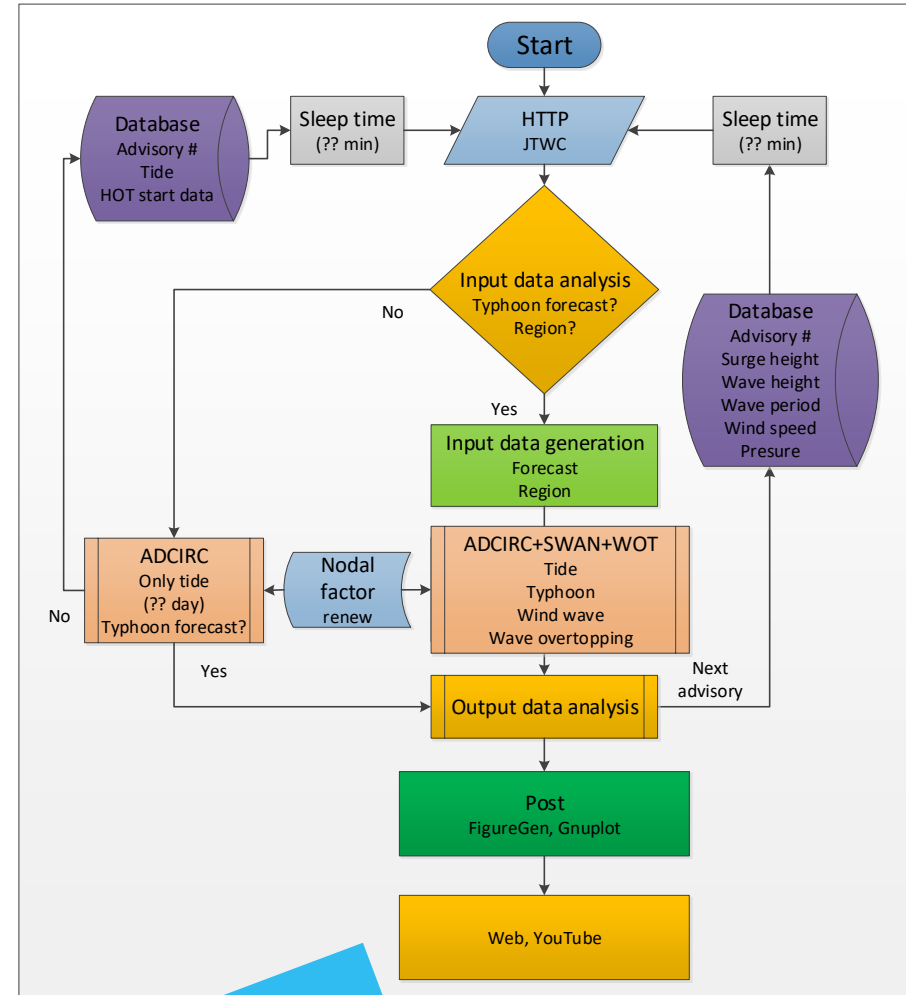 Start
Database
Advisory #
Tide
HOT start data
Sleep time
(?? min)
HTTP
JTWC
Sleep time
(?? min)
Input data analysis
Typhoon forecast?
Region?
No
Yes
Database
Advisory #
Surge height
Wave height
Wave period
Wind speed
Presure
Input data generation
Forecast
Region
ADCIRC
Only tide
(?? day)
Typhoon forecast?
No
Yes
Nodal
factor
renew
ADCIRC+SWAN+WOT
Tide
Typhoon
Wind wave
Wave overtopping
Next
advisory
Output data analysis
Post
FigureGen, Gnuplot
Web, YouTube